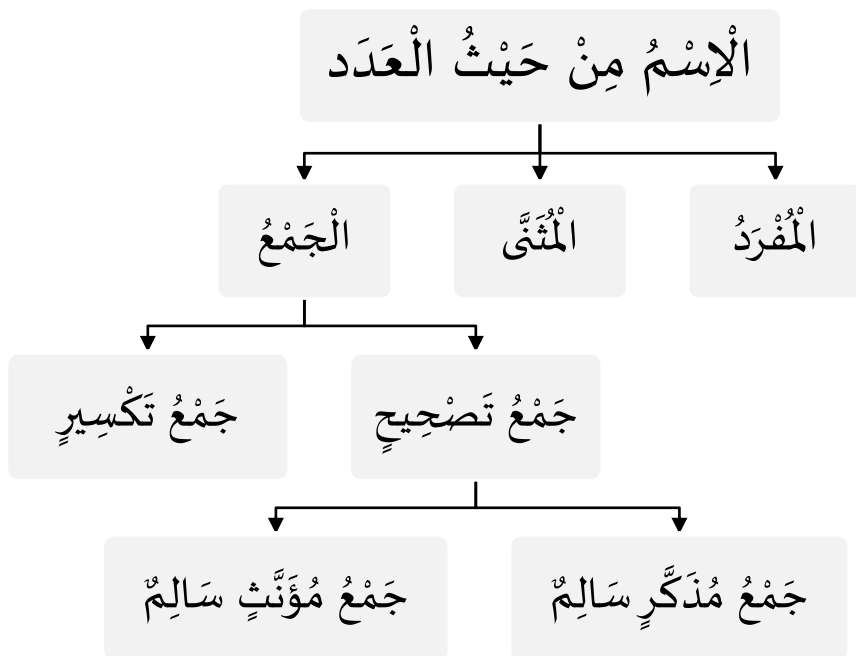 الْاِسْمُ مِنْ حَيْثُ الْعَدَد
الْمُفْرَدُ
الْمُثَنَّى
الْجَمْعُ
جَمْعُ تَصْحِيحٍ
جَمْعُ تَكْسِيرٍ
جَمْعُ مُذَكَّرٍ سَالِمٌ
جَمْعُ مُؤَنَّثٍ سَالِمٌ